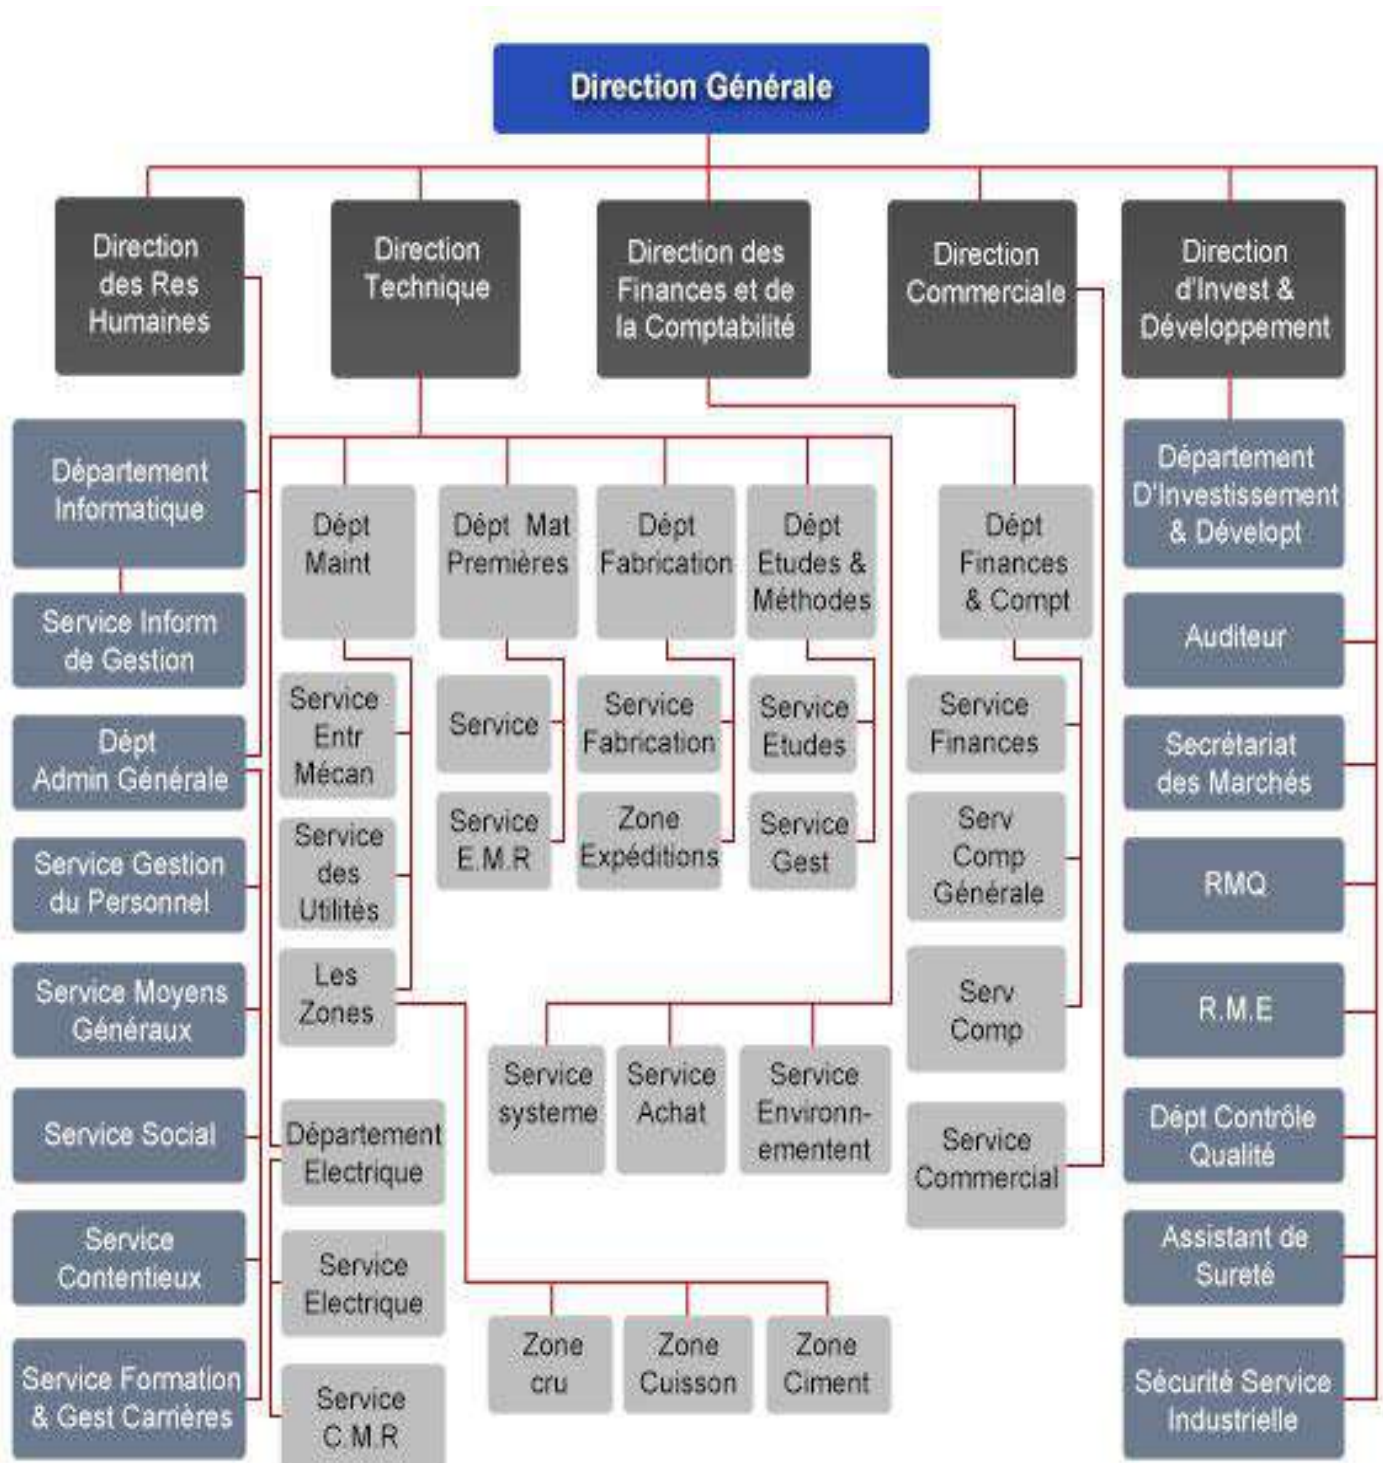 Direction Générale
Direction
des Res
Humaines
Direction
Technique
Direction des
Finances et de
la Comptabilité
Direction
Commerciale
Direction
d'Invest &
Développement
Département
Informatique
Service Inform
de Gestion
Dépt
Admin Générale
Service Gestion
du Personnel
Service Moyens
Généraux
Service Social
Service
Contentieux
Service Formation
& Gest Carrières
Dépt
Maint
Service
Entr
Mécan
Service
des
Utilités
Les
Zones
Département
Electrique
Service
Electrique
Service
C.M.R
Dépt Mat
Premières
Service
Service
E.M.R
Dépt
Fabrication
Service
Fabrication
Zone
Expéditions
Dépt
Etudes &
Méthodes
Service
Etudes
Service
Gest
Service
systeme
Service
Achat
Service
Environn-
ementent
Zone
cru
Zone
Cuisson
Zone
Ciment
Dépt
Finances
& Compt
Service
Finances
Serv
Comp
Générale
Serv
Comp
Service
Commercial
Département
D'Investissement
& Dévelopt
Auditeur
Secrétariat
des Marchés
RMQ
R.M.E
Dépt Contrôle
Qualité
Assistant de
Sureté
Sécurité Service
Industrielle